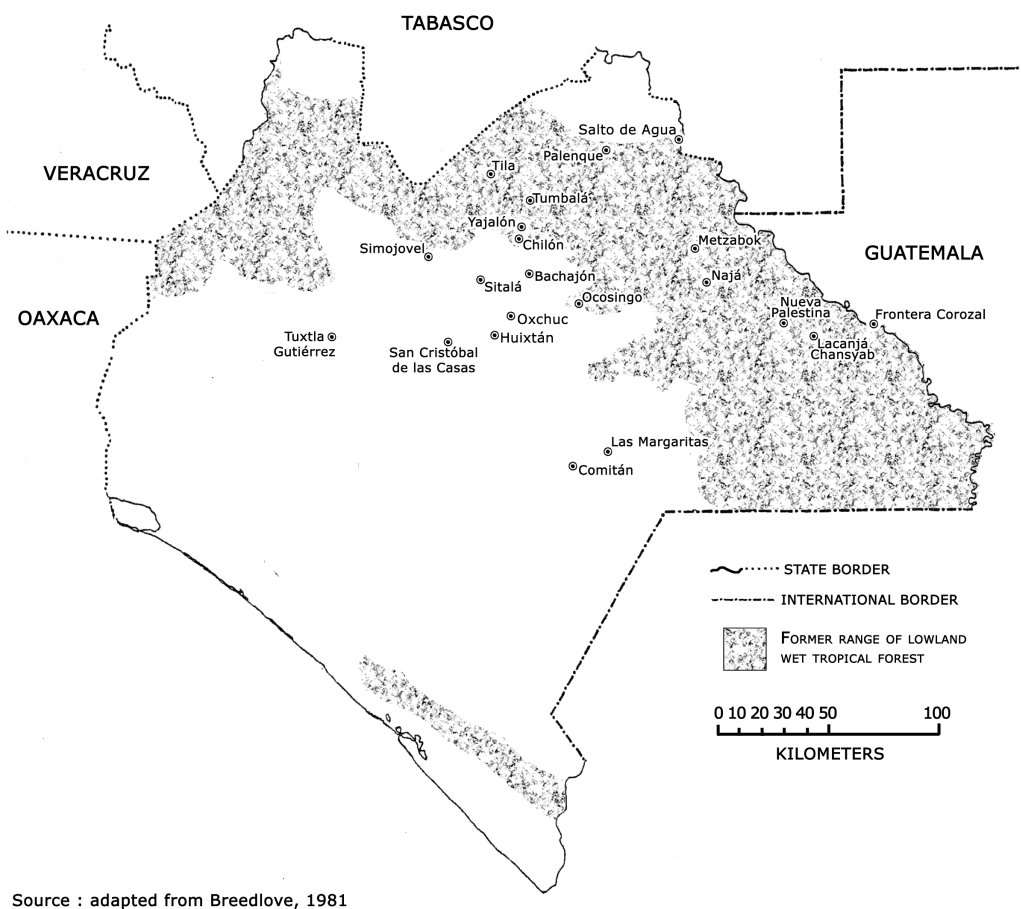 TABASCO
VERACRUZ
OAXACA
GUATEMALA
Salto de Agua
Palenque
Tila
Tumbalá
Yajalón
Chilón
Simojovel
Metzabok
Bachajón
Sitalá
Najá
Ocosingo
Nueva
Palestina
Frontera Corozal
Oxchuc
Huixtán
Tuxtla
Gutiérrez
San Cristóbal
de las Casas
Lacanjá
Chansyab
Las Margaritas
Comitán
STATE BORDER
INTERNATIONAL BORDER
FORMER RANGE OF LOWLAND
WET TROPICAL FOREST
0 10 20 30 40 50 100
KILOMETERS
Source : adapted from Breedlove, 1981